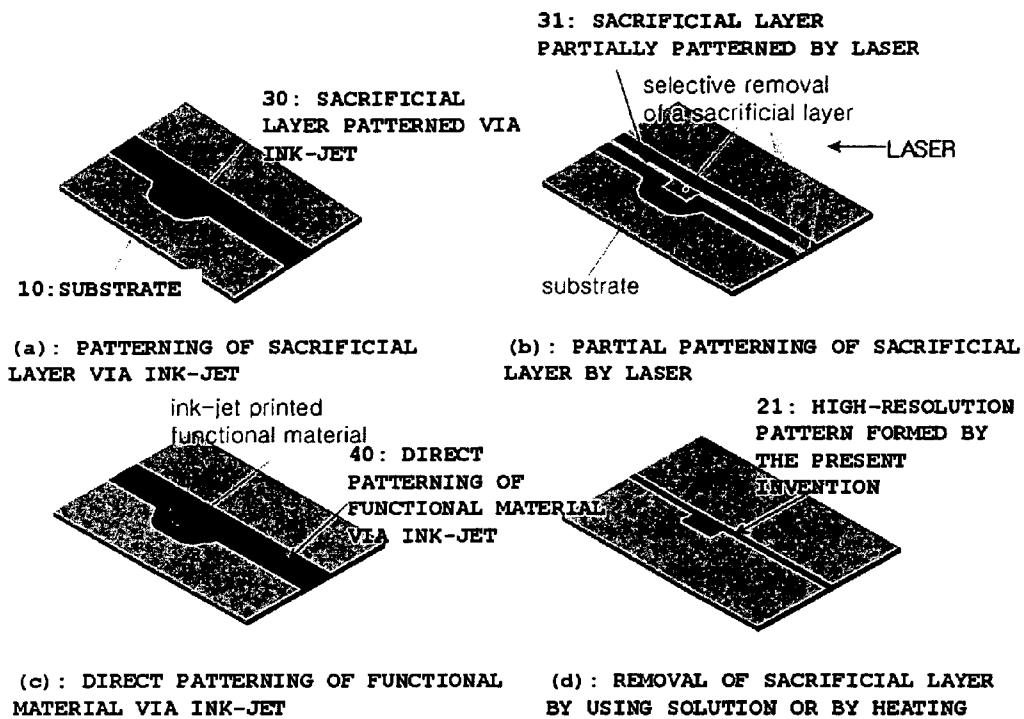 31: SACRIFICIAL LAYER
PARTIALLY PATTERNED BY LASER
30: SACRIFICIAL
LAYER PATTERNED VIA
INK-JET
selective removal
of a sacrificial layer
LASER
10:SUBSTRATE
substrate
(a): PATTERNING OF SACRIFICIAL
LAYER VIA INK-JET
(b): PARTIAL PATTERNING OF SACRIFICIAL
LAYER BY LASER
ink-jet printed
functional material
40: DIRECT
PATTERNING OF
FUNCTIONAL MATERIAL
VIA INK-JET
21: HIGH-RESOLUTION
PATTERN FORMED BY
THE PRESENT
INVENTION
(c): DIRECT PATTERNING OF FUNCTIONAL
MATERIAL VIA INK-JET
(d): REMOVAL OF SACRIFICIAL LAYER
BY USING SOLUTION OR BY HEATING